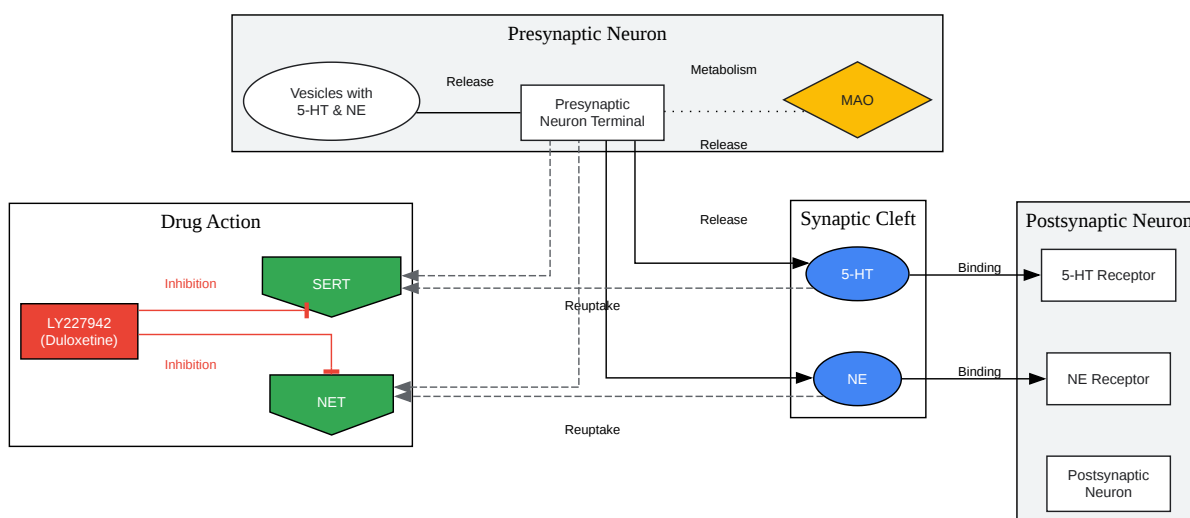 Presynaptic Neuron
Vesicles with
5-HT & NE
Release
Presynaptic
Neuron Terminal
Metabolism
MAO
Release
Drug Action
SERT
Inhibition
LY227942
(Duloxetine)
Inhibition
NET
Release
Reuptake
Reuptake
Synaptic Cleft
5-HT
NE
Binding
Binding
Postsynaptic Neuron
5-HT Receptor
NE Receptor
Postsynaptic
Neuron